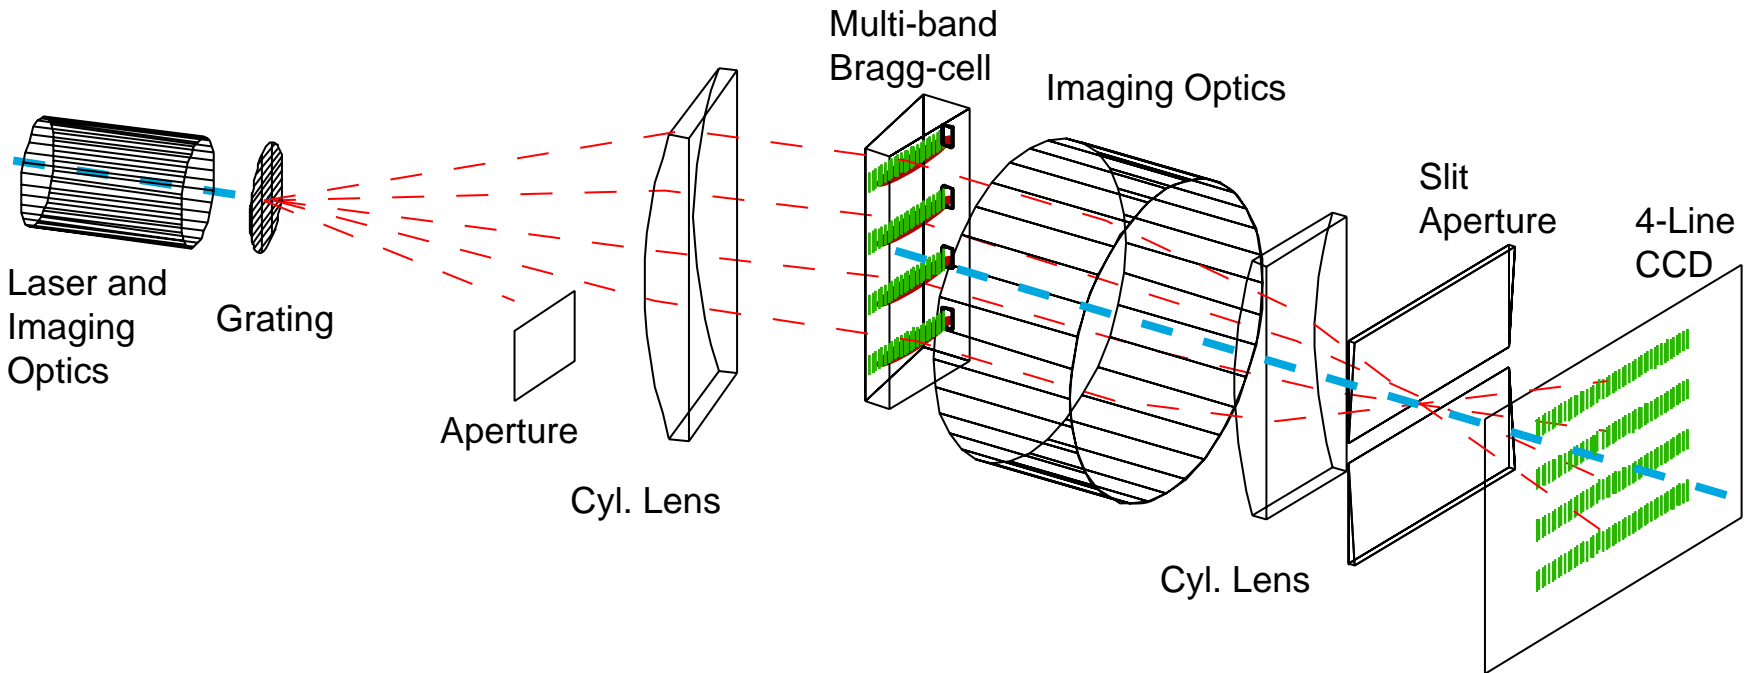 Multi-band
Bragg-cell
Imaging Optics
Slit
Aperture
4-Line
CCD
Laser and
Imaging
Optics
Grating
Aperture
Cyl. Lens
Cyl. Lens